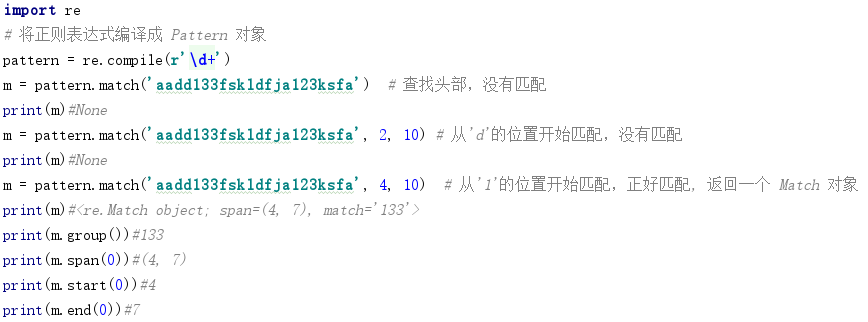 import re
# 将正则表达式编译成 Pattern 对象
pattern = re.compile(r'\d+')
m = pattern.match('aadd133fskldfja123ksfa')  # 查找头部，没有匹配
print(m)#None
m = pattern.match('aadd133fskldfja123ksfa', 2, 10) # 从'd'的位置开始匹配，没有匹配
print(m)#None
m = pattern.match('aadd133fskldfja123ksfa', 4, 10)  # 从'1'的位置开始匹配，正好匹配, 返回一个 Match 对象
print(m)#<re.Match object; span=(4, 7), match='133'>
print(m.group())#133
print(m.span(0))#(4, 7)
print(m.start(0))#4
print(m.end(0))#7